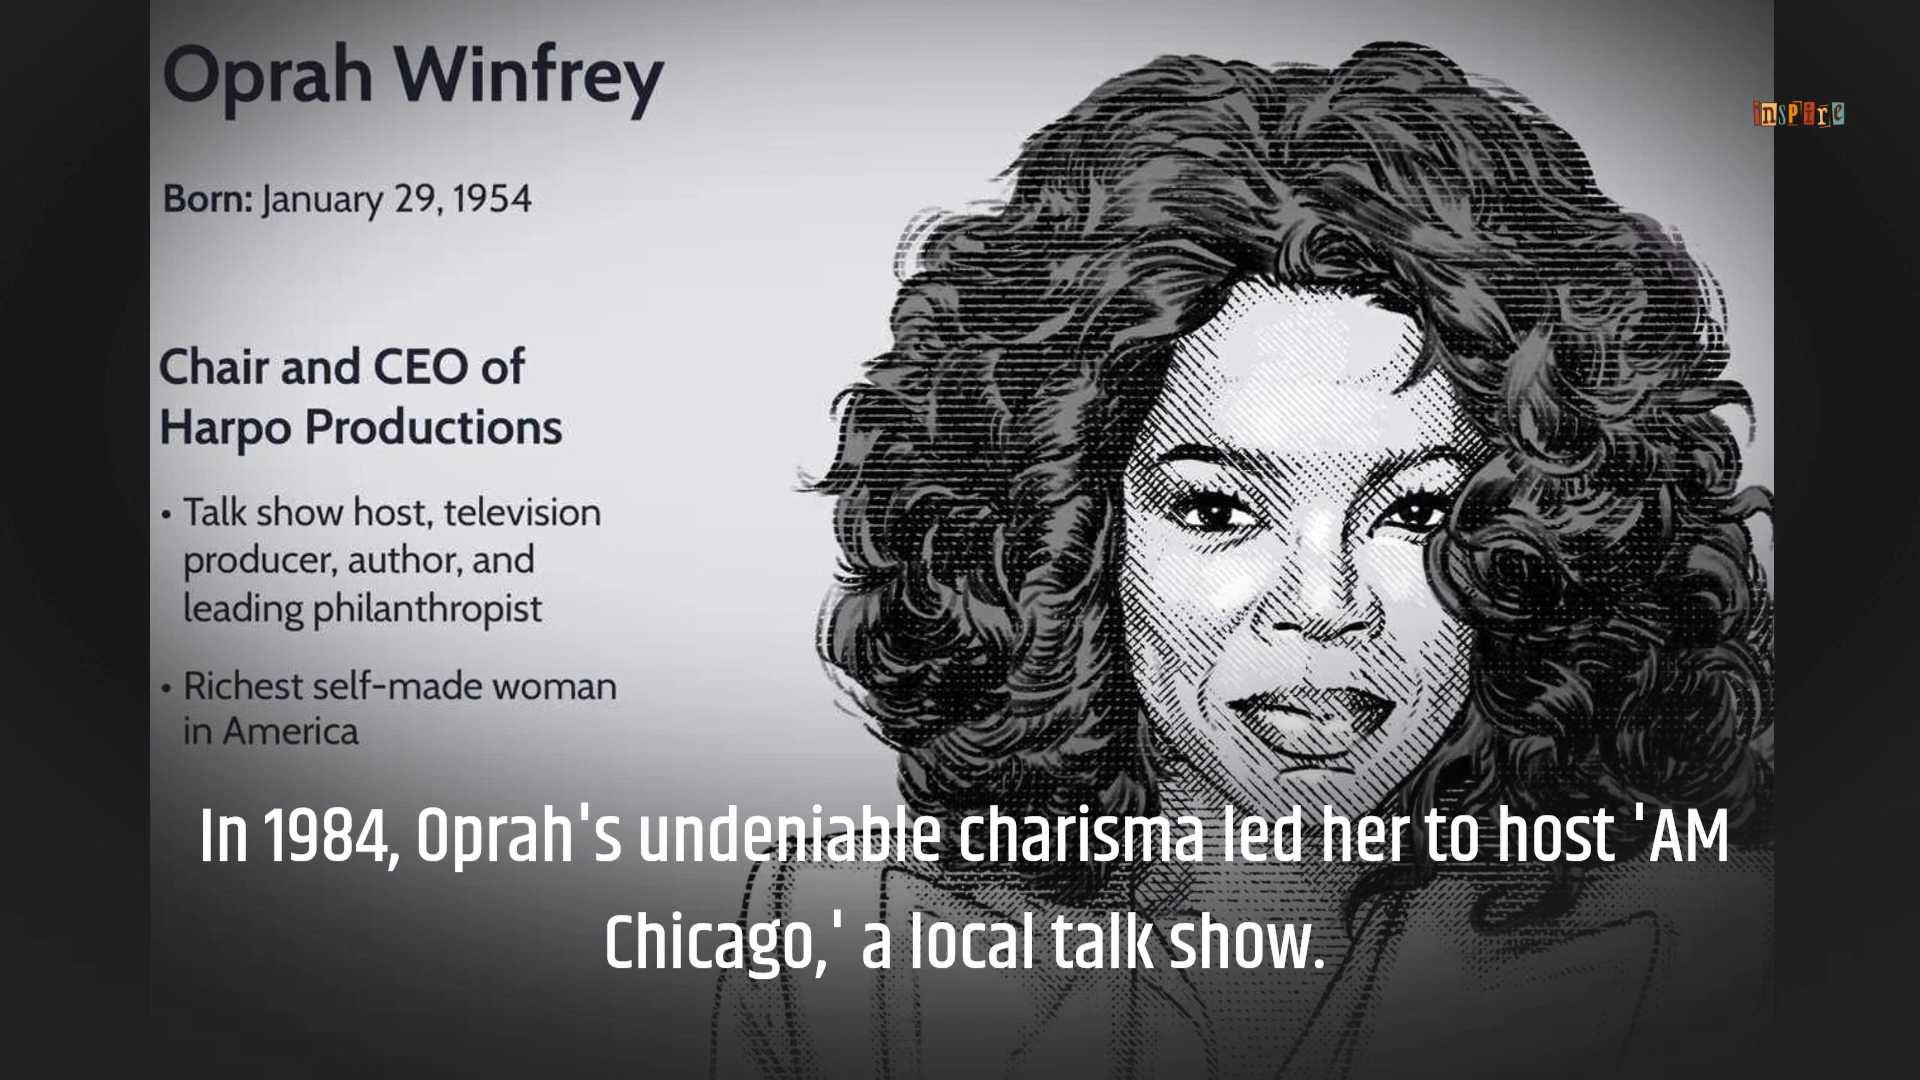 Oprah Winfrey
inspire
Born: January 29, 1954
Chair and CEO of
Harpo Productions
• Talk show host, television
producer, author, and
leading philanthropist
• Richest self-made woman
in America
In 1984, Oprah's undeniable charisma led her to host 'AM
Chicago,' a local talk show.